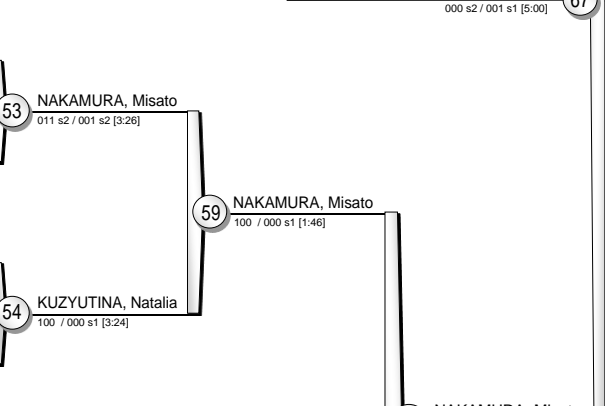 000 s2 / 001 s1 [5:00]
67
53
NAKAMURA, Misato
011 s2 / 001 s2 [3:26]
59
NAKAMURA, Misato
100 / 000 s1 [1:46]
54
KUZYUTINA, Natalia
100 / 000 s1 [3:24]